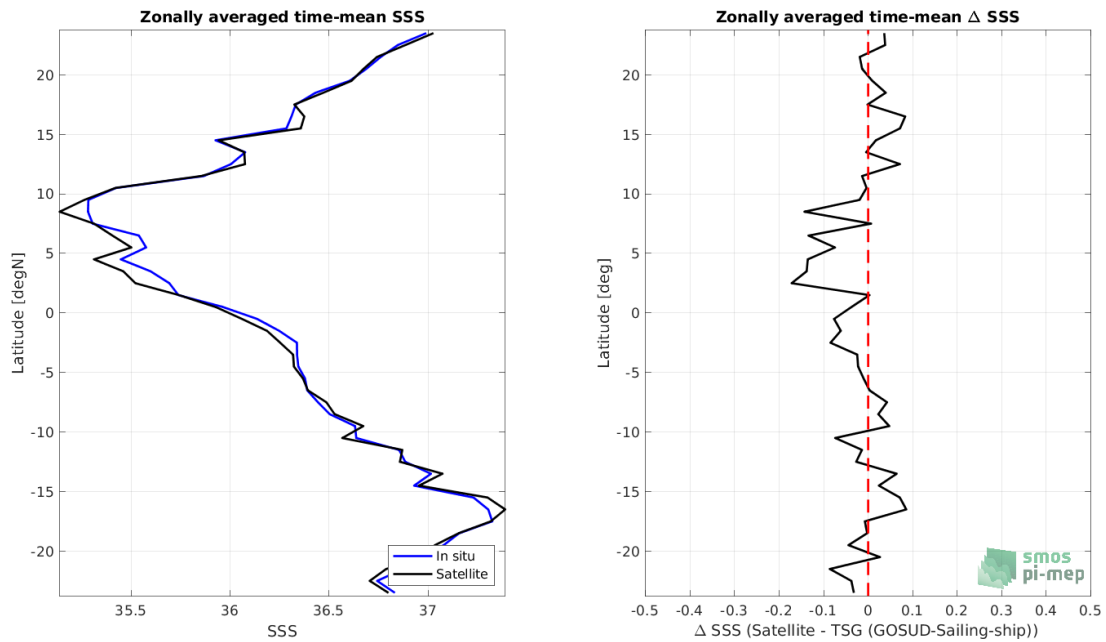 Zonally averaged time-mean SSS
Latitude [degN]
20
15
10
5
0
-5
-10
-15
-20
35.5 36 36.5 37
SSS
In situ
Satellite
Zonally averaged time-mean Δ SSS
Latitude [deg]
20
15
10
5
0
-5
-10
-15
-20
-0.5 -0.4 -0.3 -0.2 -0.1 0 0.1 0.2 0.3 0.4 0.5
Δ SSS (Satellite - TSG (GOSUD-Sailing-ship))
smos
pi-mep